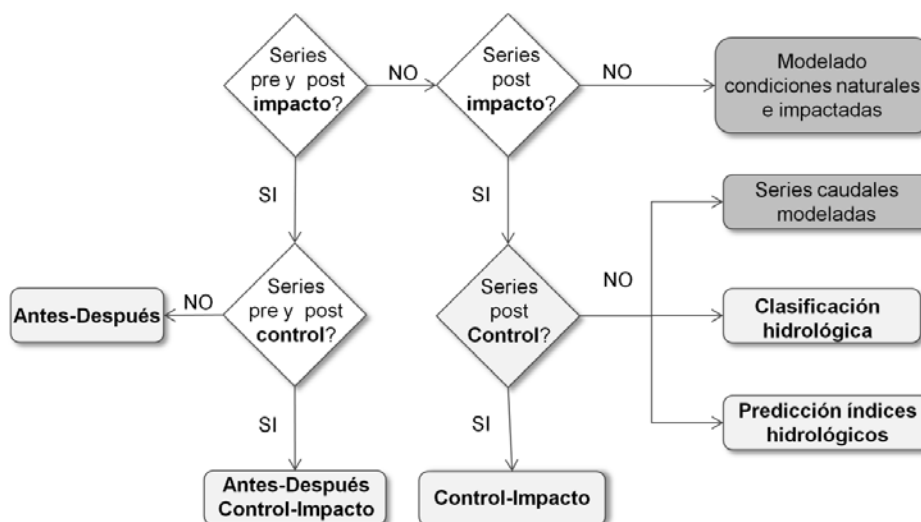 Series
pre y post
impacto?
NO
Series
post
impacto?
NO
Modelado
condiciones naturales
e impactadas
SI
SI
Series caudales
modeladas
Antes-Después
NO
Series
pre y post
control?
Series
post
Control?
NO
Clasificación
hidrológica
SI
SI
Predicción índices
hidrológicos
Antes-Después
Control-Impacto
Control-Impacto